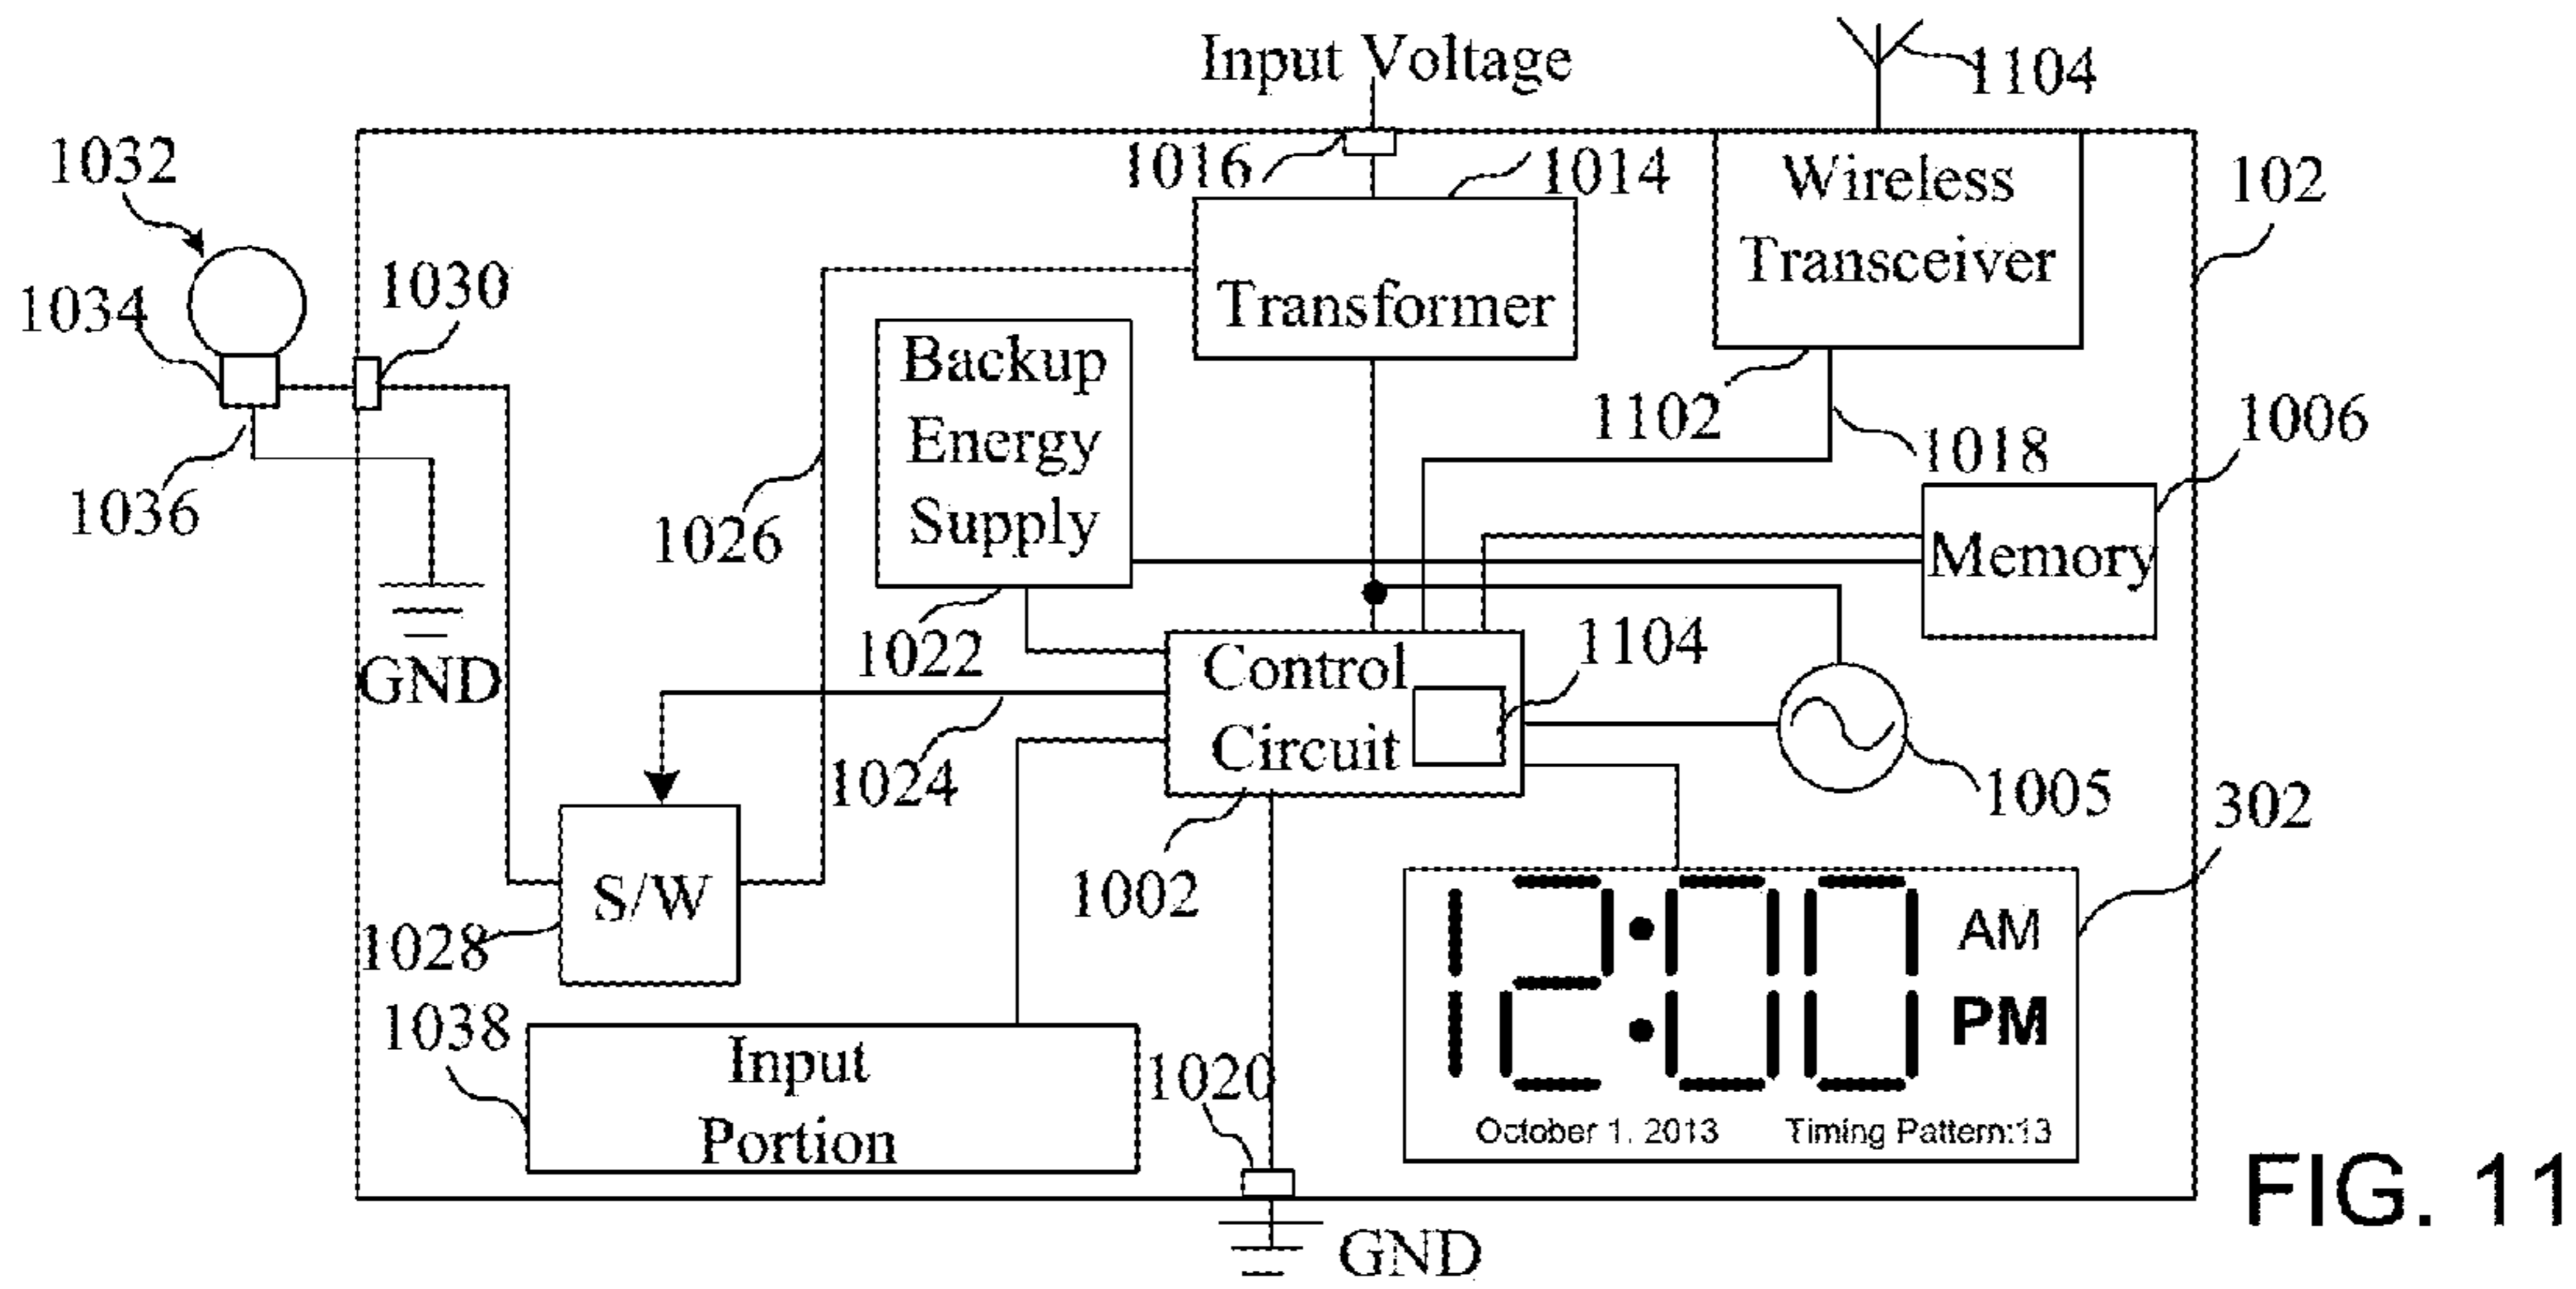 Input Voltage
1104
1032
1016
1014
Wireless
Transceiver
102
1034
1030
Transformer
Backup
Energy
Supply
1102
1018
1006
1036
1026
Memory
1022
Control
Circuit
1104
GND
1024
1005
302
1002
S/W
1028
12:00
AM
PM
1038
Input
Portion
1020
October 1, 2013
Timing Pattern:13
GND
FIG. 11